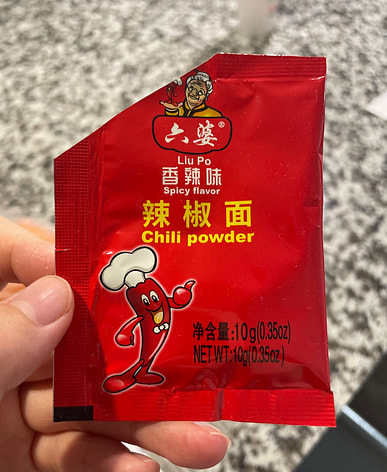 六婆®
Liu Po
香辣味
Spicy flavor
辣椒面
Chili powder
净含量:10g(0.35oz)
NET WT:10g(0.35oz)